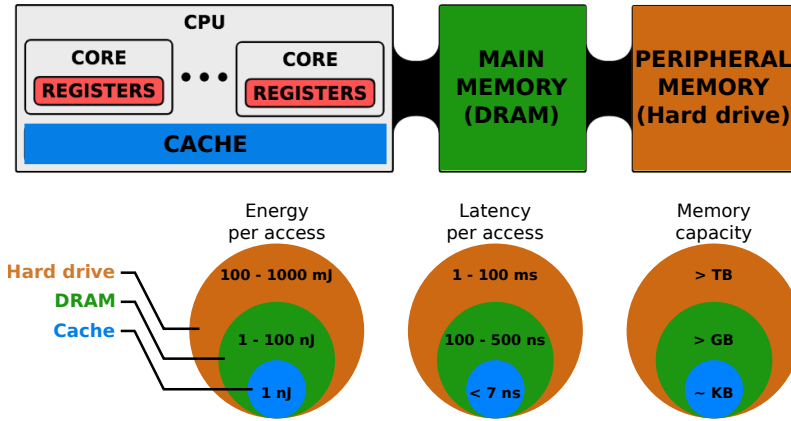 CPU
CORE
REGISTERS
CORE
REGISTERS
CACHE
MAIN
MEMORY
(DRAM)
PERIPHERAL
MEMORY
(Hard drive)
Energy
per access
Latency
per access
Memory
capacity
Hard drive
DRAM
Cache
100 - 1000 mJ
1 - 100 nJ
1 nJ
1 - 100 ms
100 - 500 ns
< 7 ns
> TB
> GB
~ KB